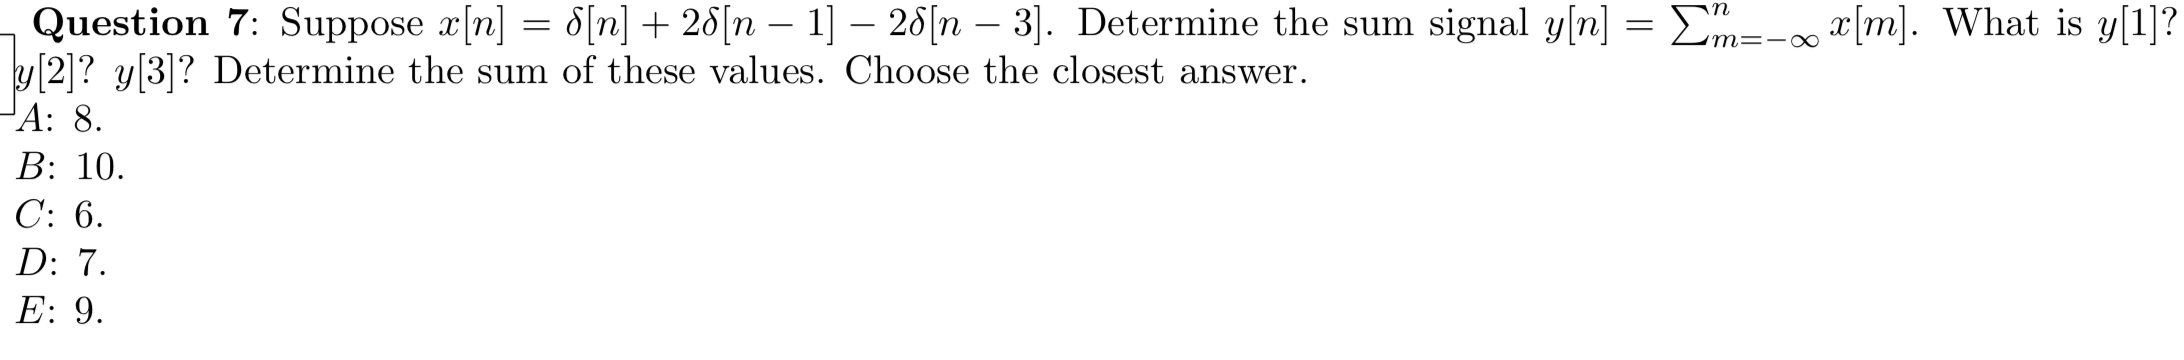 Question 7: Suppose x[n] = δ[n] + 2δ[n − 1] − 2δ[n − 3]. Determine the sum signal y[n] = ∑ⁿₘ₌₋∞ x[m]. What is y[1]?
y[2]? y[3]? Determine the sum of these values. Choose the closest answer.
A: 8.
B: 10.
C: 6.
D: 7.
E: 9.